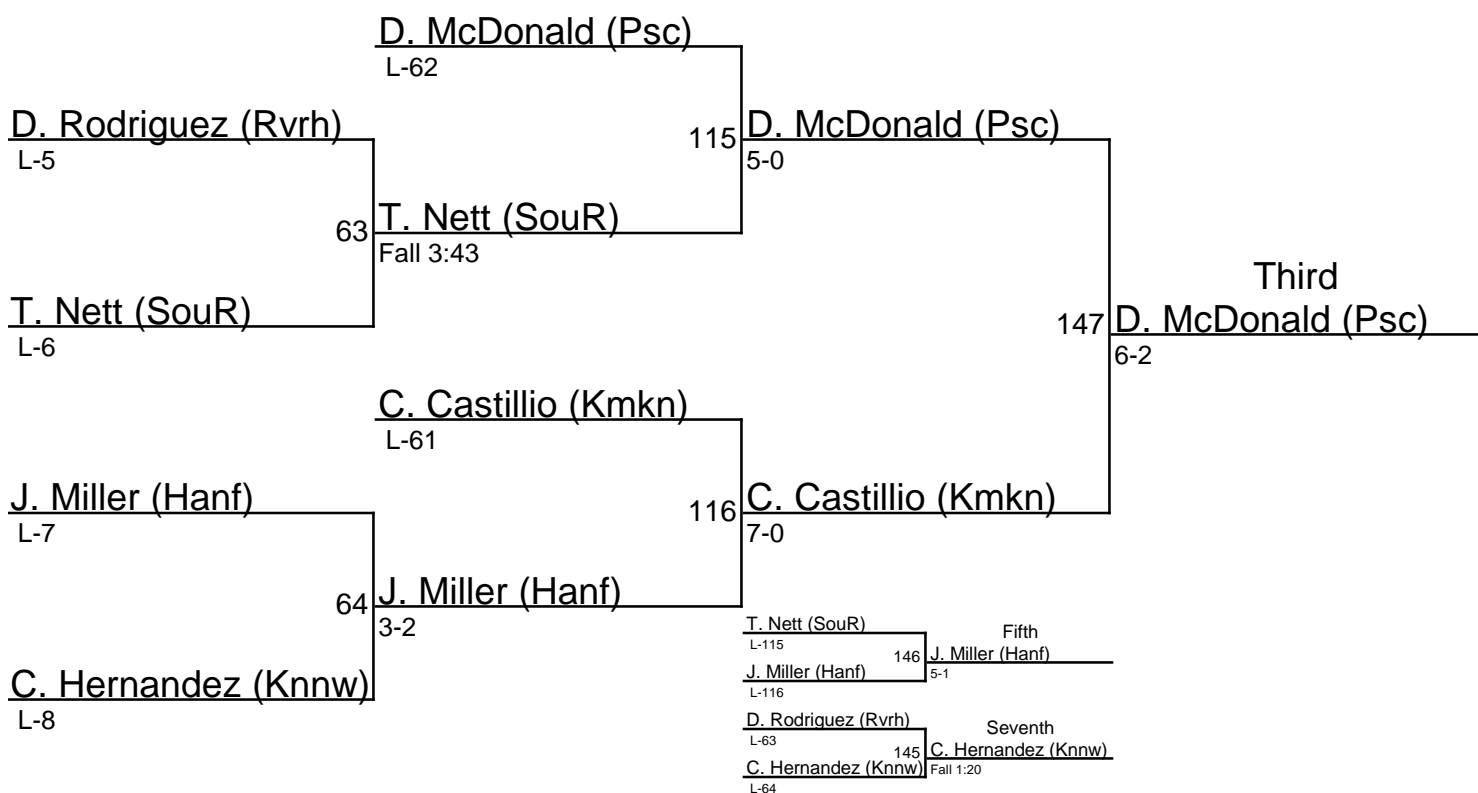 D. McDonald (Psc)
L-62
D. Rodriguez (Rvrh)
L-5
115
D. McDonald (Psc)
5-0
63
T. Nett (SouR)
Fall 3:43
T. Nett (SouR)
L-6
Third
147
D. McDonald (Psc)
6-2
C. Castillio (Kmkn)
L-61
J. Miller (Hanf)
L-7
116
C. Castillio (Kmkn)
7-0
64
J. Miller (Hanf)
3-2
C. Hernandez (Knnw)
L-8
T. Nett (SouR)
L-115
Fifth
146
J. Miller (Hanf)
5-1
J. Miller (Hanf)
L-116
D. Rodriguez (Rvrh)
L-63
Seventh
145
C. Hernandez (Knnw)
Fall 1:20
C. Hernandez (Knnw)
L-64